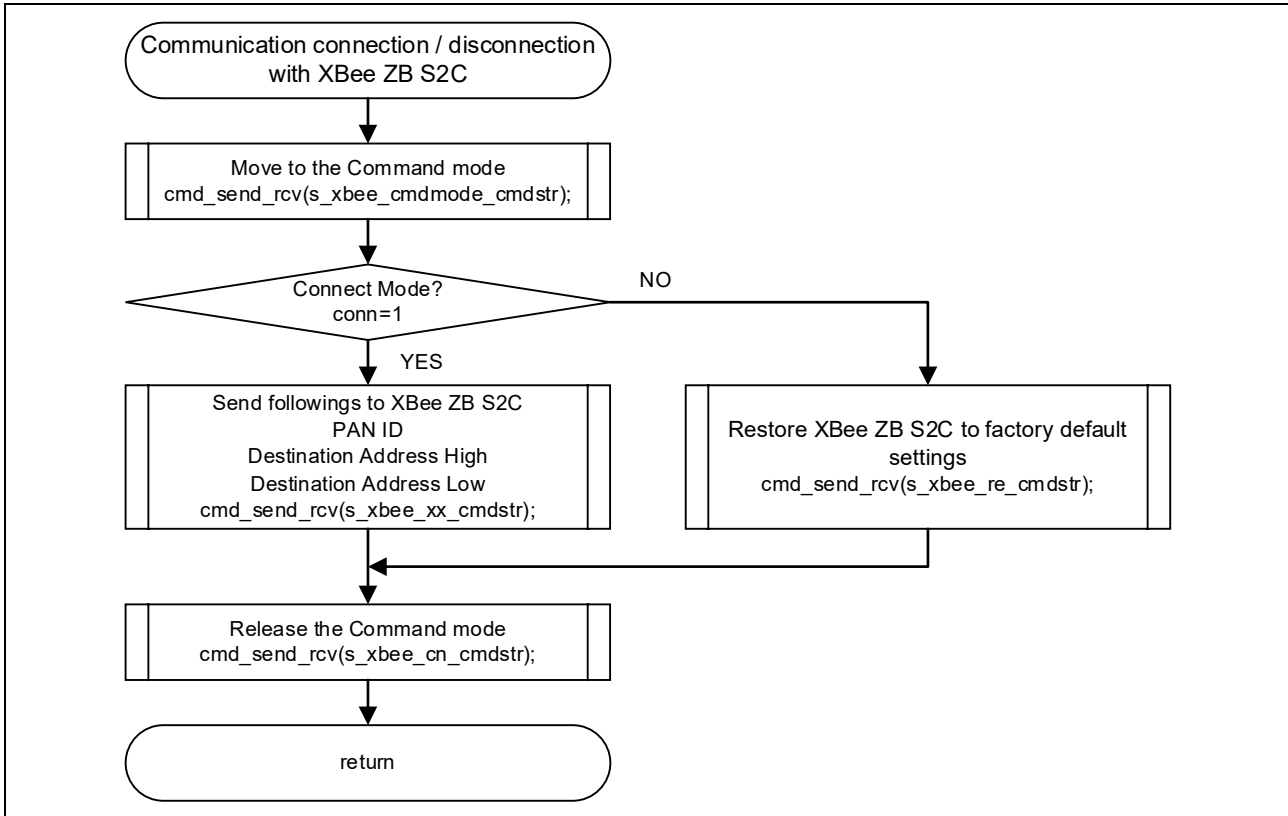 Communication connection / disconnection
with XBee ZB S2C
Move to the Command mode
cmd_send_rcv(s_xbee_cmdmode_cmdstr);
Connect Mode?
conn=1
NO
YES
Send followings to XBee ZB S2C
PAN ID
Destination Address High
Destination Address Low
cmd_send_rcv(s_xbee_xx_cmdstr);
Restore XBee ZB S2C to factory default
settings
cmd_send_rcv(s_xbee_re_cmdstr);
Release the Command mode
cmd_send_rcv(s_xbee_cn_cmdstr);
return